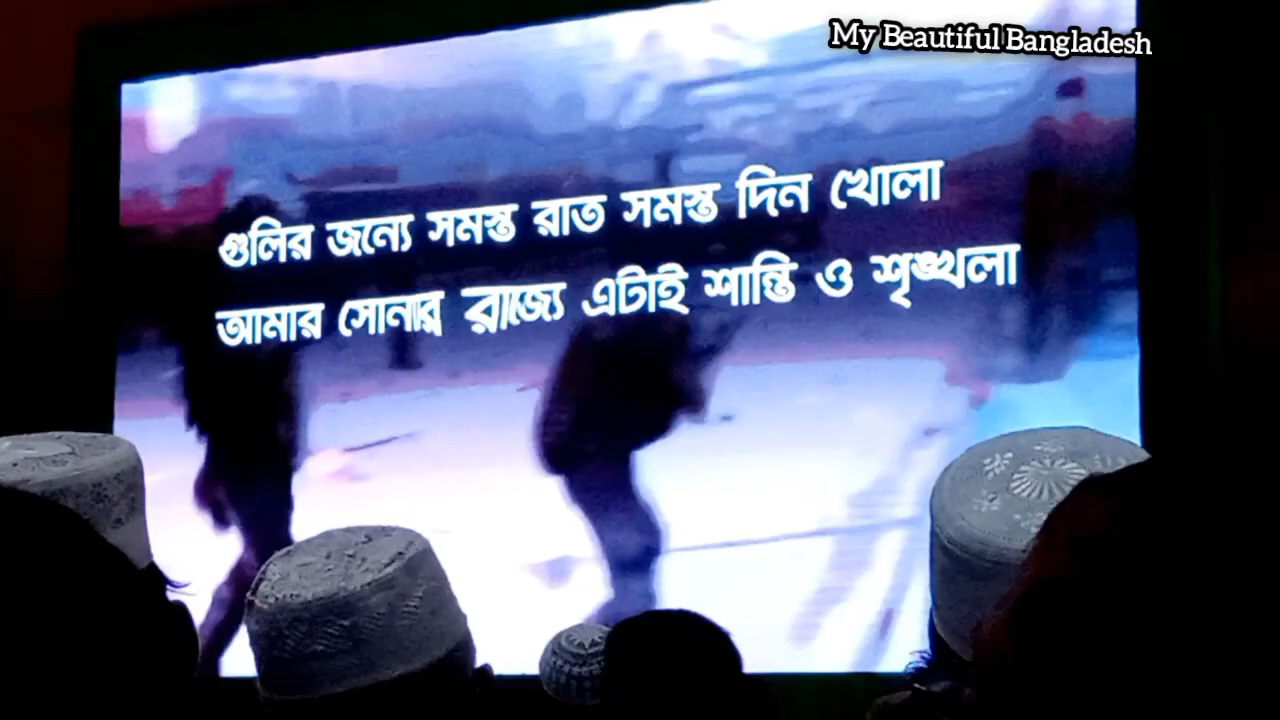 My Beautiful Bangladesh
গুলির জন্যে সমস্ত রাত সমস্ত দিন খোলা
আমার সোনার রাজ্যে এটাই শান্তি ও শৃঙ্খলা